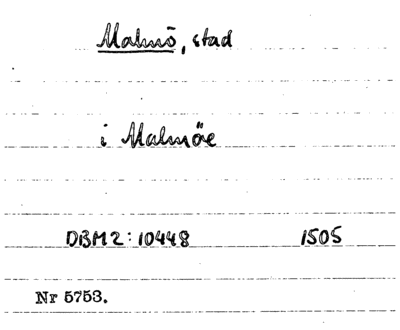 Malmö, stad
i Malmöe
DBM2:10448 1505
Nr 5753.